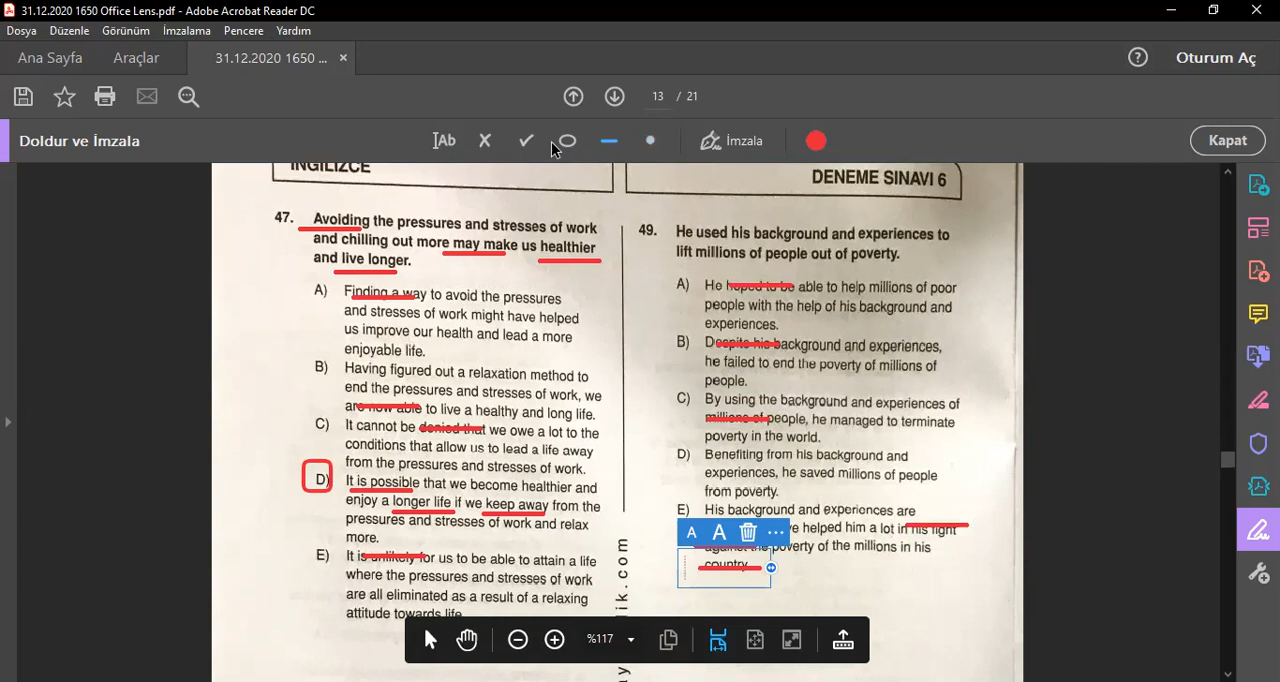 31.12.2020 1650 Office Lens.pdf - Adobe Acrobat Reader DC
Dosya Düzenle Görünüm İmzalama Pencere Yardım
Ana Sayfa Araçlar 31.12.2020 1650 ... × Oturum Aç
13 / 21
Doldur ve İmzala Ab İmzala Kapat
İNGİLİZCE
DENEME SINAVI 6
47. Avoiding the pressures and stresses of work
and chilling out more may make us healthier
and live longer.
A) Finding a way to avoid the pressures
and stresses of work might have helped
us improve our health and lead a more
enjoyable life.
B) Having figured out a relaxation method to
end the pressures and stresses of work, we
are now able to live a healthy and long life.
C) It cannot be denied that we owe a lot to the
conditions that allow us to lead a life away
from the pressures and stresses of work.
D) It is possible that we become healthier and
enjoy a longer life if we keep away from the
pressures and stresses of work and relax
more.
E) It is unlikely for us to be able to attain a life
where the pressures and stresses of work
are all eliminated as a result of a relaxing
attitude towards life.
49. He used his background and experiences to
lift millions of people out of poverty.
A) He hoped to be able to help millions of poor
people with the help of his background and
experiences.
B) Despite his background and experiences,
he failed to end the poverty of millions of
people.
C) By using the background and experiences of
millions of people, he managed to terminate
poverty in the world.
D) Benefiting from his background and
experiences, he saved millions of people
from poverty.
E) His background and experiences are
helped him a lot in his fight
against the poverty of the millions in his
country.
A A ...
ik.com
%117